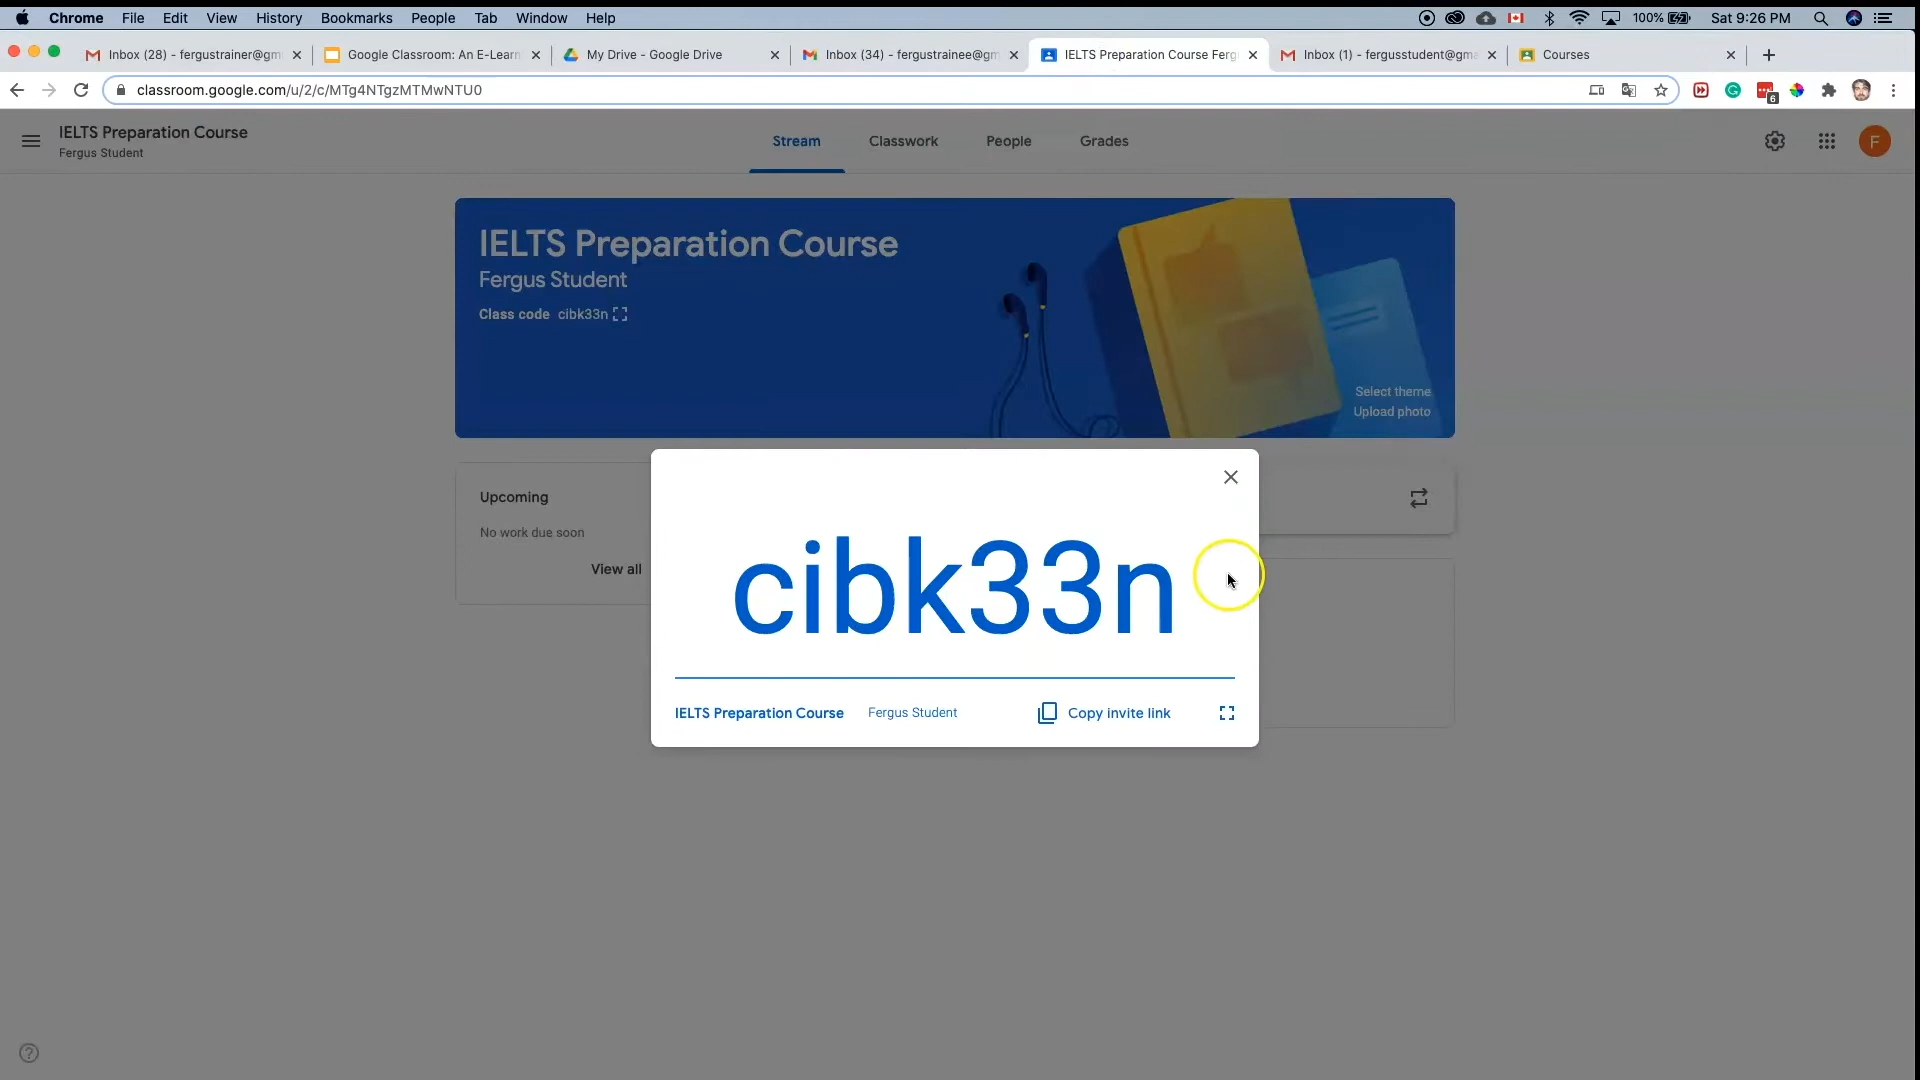 Chrome File Edit View History Bookmarks People Tab Window Help 100% Sat 9:26 PM
Inbox (28) - fergustrainer@gm Google Classroom: An E-Learn My Drive - Google Drive Inbox (34) - fergustrainee@gm IELTS Preparation Course Ferg Inbox (1) - fergusstudent@gma Courses
classroom.google.com/u/2/c/MTg4NTgzMTMwNTU0 6
IELTS Preparation Course
Fergus Student
Stream Classwork People Grades F
IELTS Preparation Course
Fergus Student
Class code cibk33n
Select theme
Upload photo
Upcoming
No work due soon
View all
cibk33n
IELTS Preparation Course Fergus Student Copy invite link